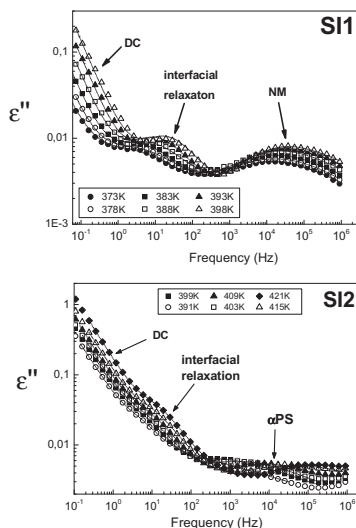 SI1
0,1
DC
interfacial
relaxaton
NM
ε"
0,01
373K 383K 393K
378K 388K 398K
1E-3
10⁻¹ 10⁰ 10¹ 10² 10³ 10⁴ 10⁵ 10⁶
Frequency (Hz)
SI2
399K 409K 421K
391K 403K 415K
1
DC
interfacial
relaxation
0,1
ε"
αPS
0,01
10⁻¹ 10⁰ 10¹ 10² 10³ 10⁴ 10⁵ 10⁶
Frequency (Hz)